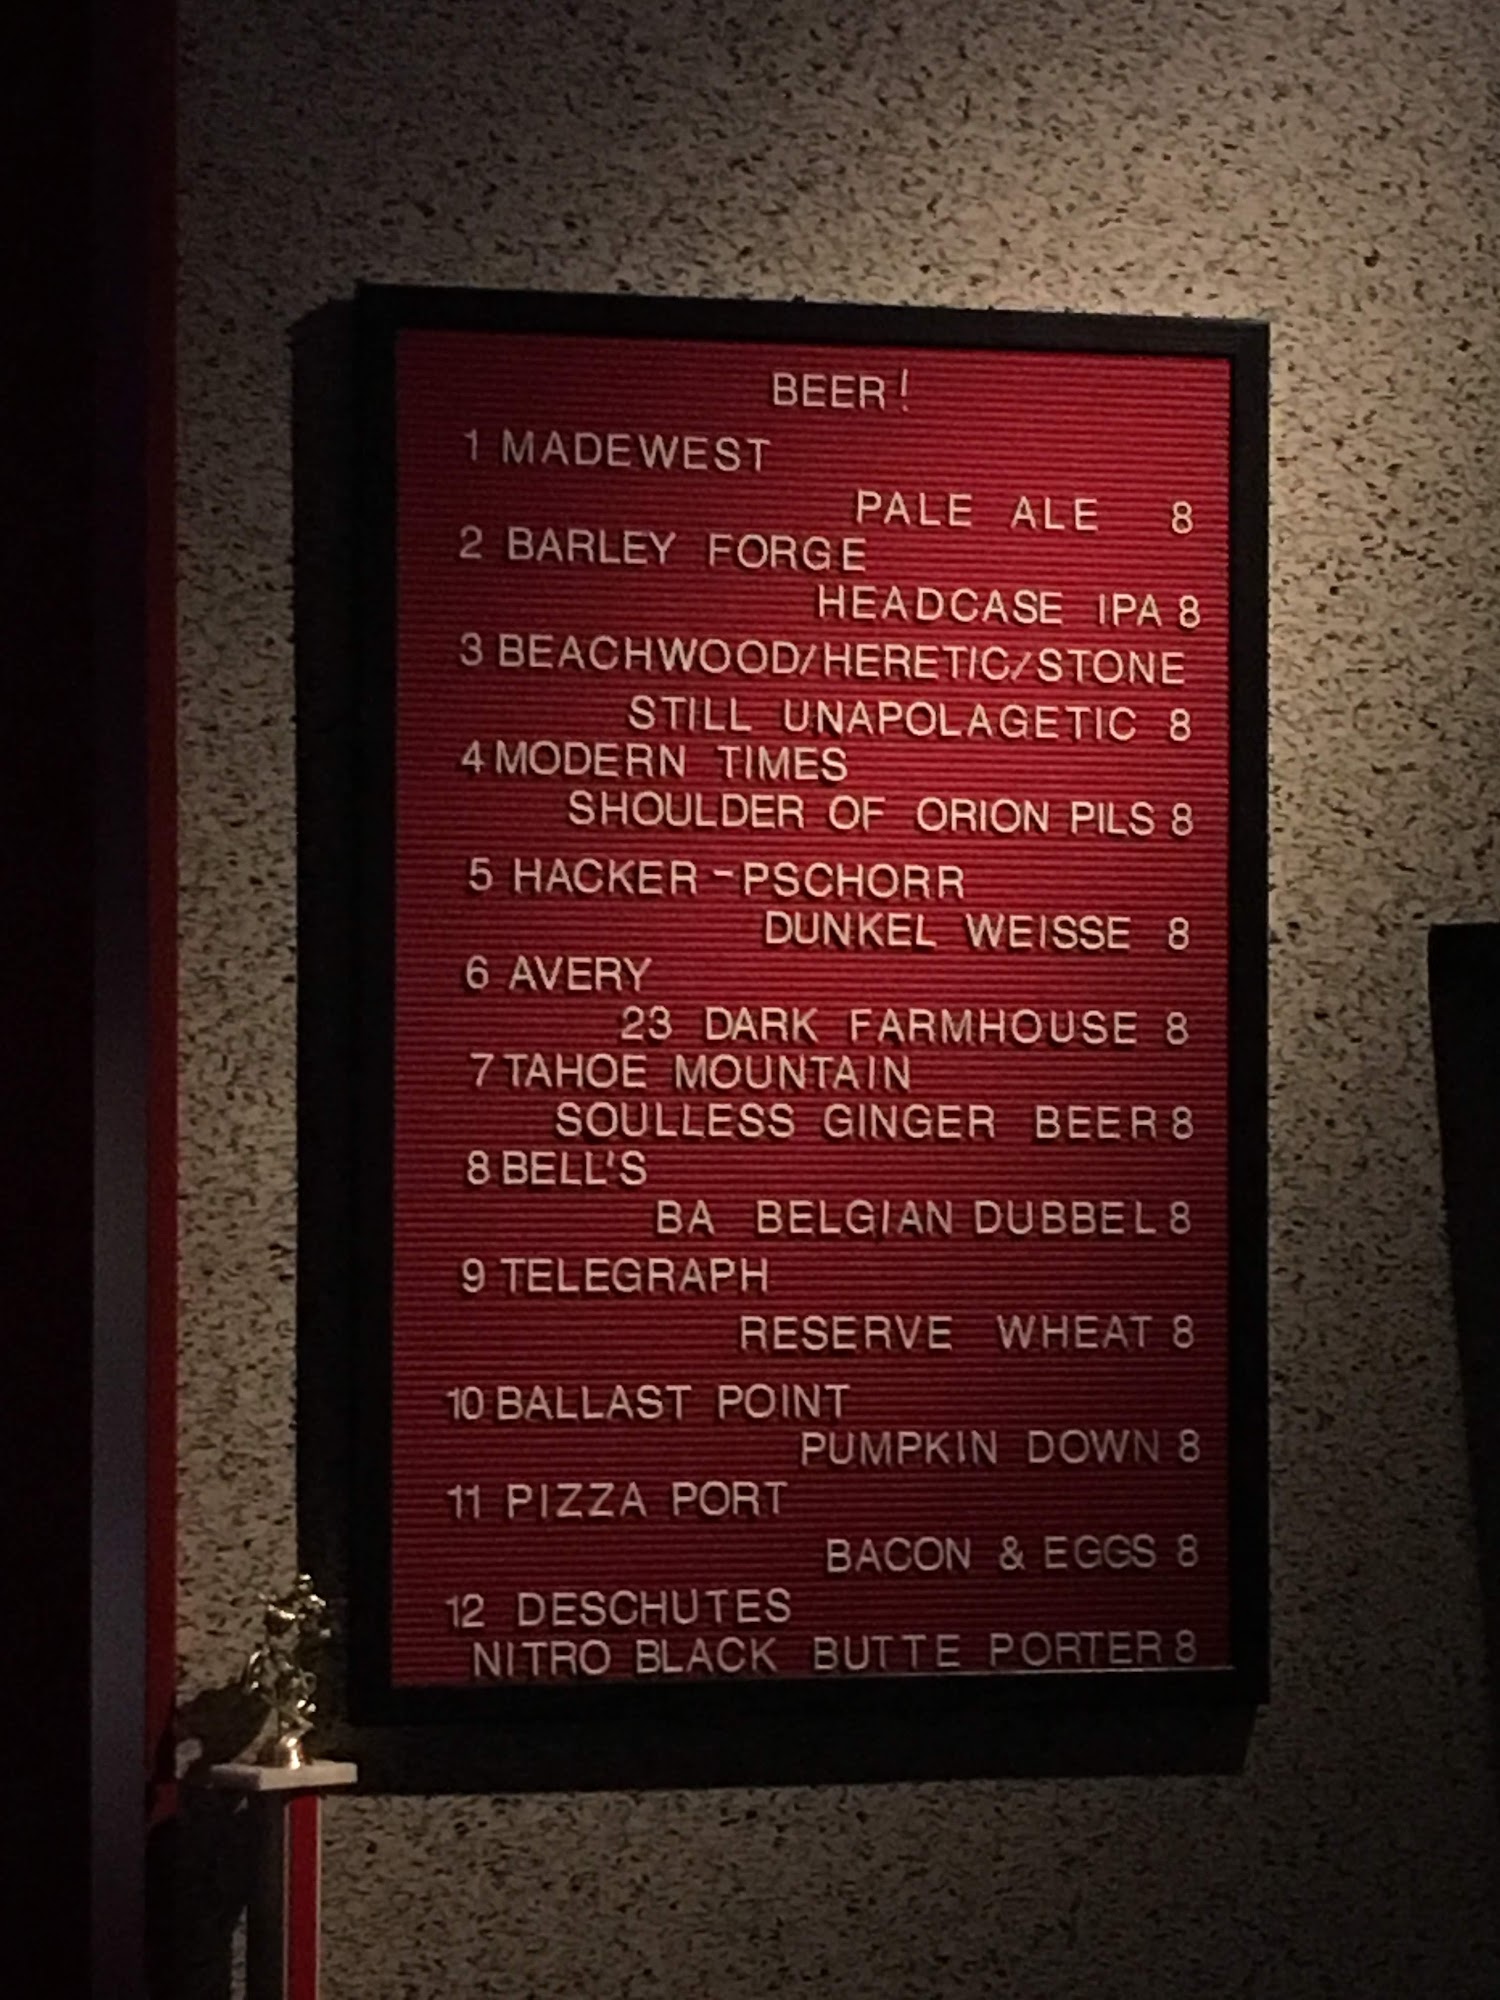 BEER!
1 MADEWEST
PALE ALE 8
2 BARLEY FORGE
HEADCASE IPA 8
3 BEACHWOOD/HERETIC/STONE
STILL UNAPOLAGETIC 8
4 MODERN TIMES
SHOULDER OF ORION PILS 8
5 HACKER-PSCHORR
DUNKEL WEISSE 8
6 AVERY
23 DARK FARMHOUSE 8
7 TAHOE MOUNTAIN
SOULLESS GINGER BEER 8
8 BELL'S
BA BELGIAN DUBBEL 8
9 TELEGRAPH
RESERVE WHEAT 8
10 BALLAST POINT
PUMPKIN DOWN 8
11 PIZZA PORT
BACON & EGGS 8
12 DESCHUTES
NITRO BLACK BUTTE PORTER 8